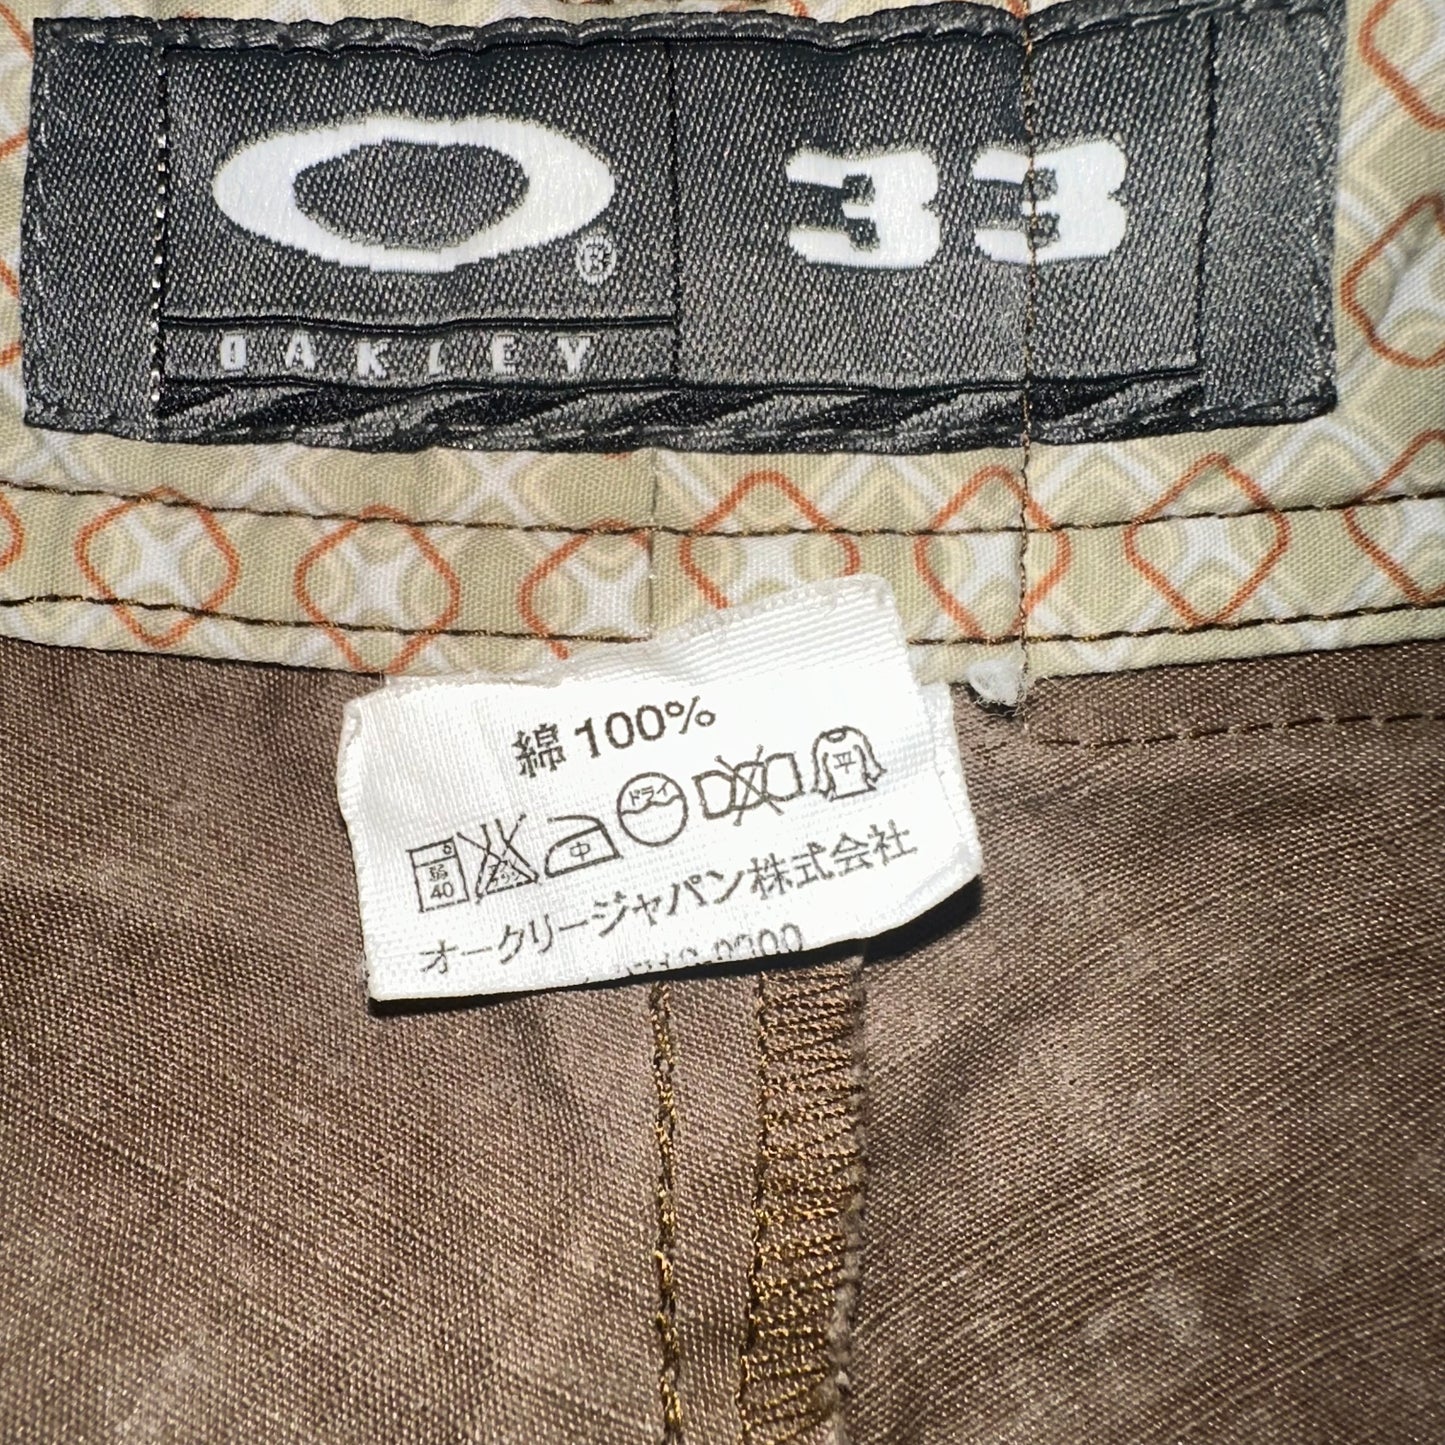 ®
33
OAKLEY
綿 100%
弱
40
中
ドライ
平
オークリージャパン株式会社